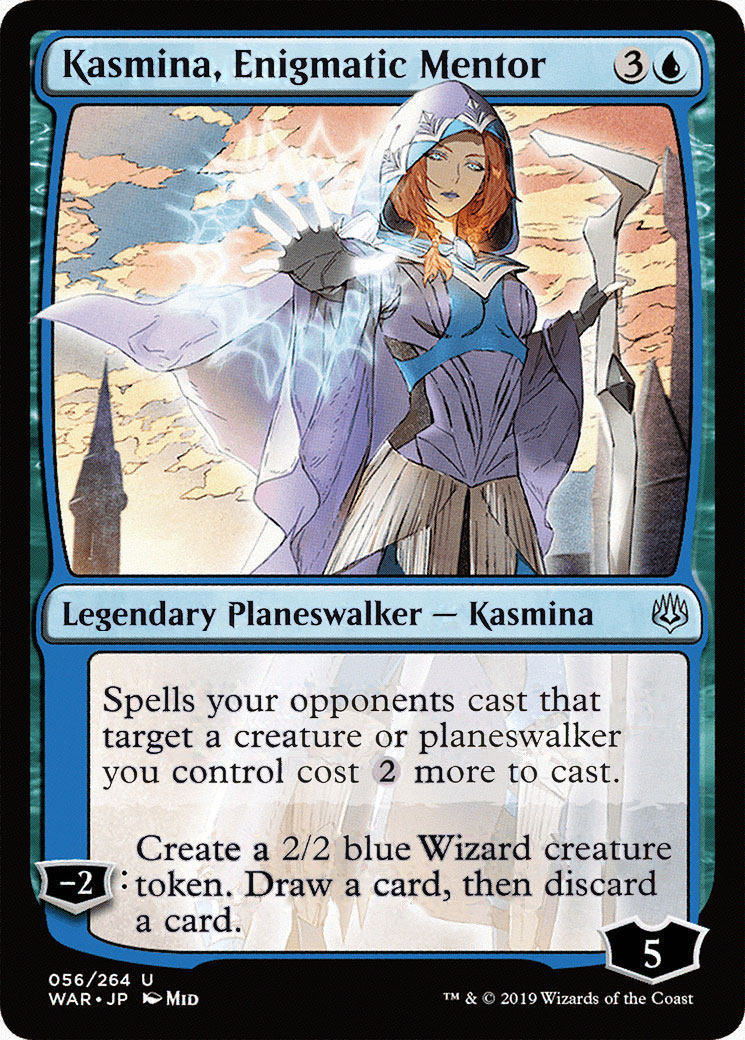 Kasmina, Enigmatic Mentor 3
Legendary Planeswalker — Kasmina
Spells your opponents cast that
target a creature or planeswalker
you control cost 2 more to cast.
−2: Create a 2/2 blue Wizard creature
token. Draw a card, then discard
a card.
5
056/264 U
WAR • JP MID
™ & © 2019 Wizards of the Coast